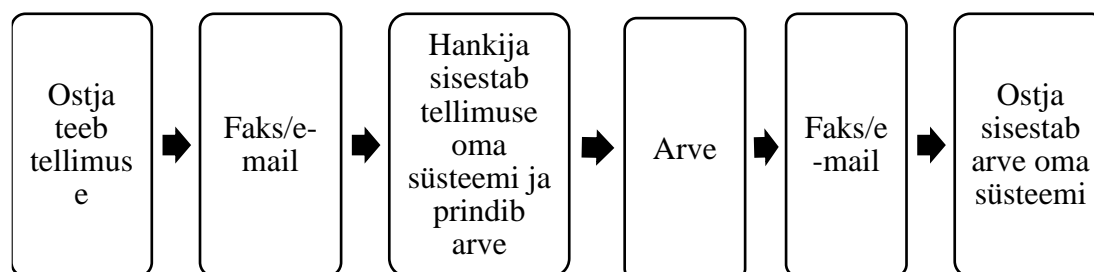 Ostja
teeb
tellimus
e
Faks/e-
mail
Hankija
sisestab
tellimuse
oma
süsteemi ja
prindib
arve
Arve
Faks/e
-mail
Ostja
sisestab
arve oma
süsteemi